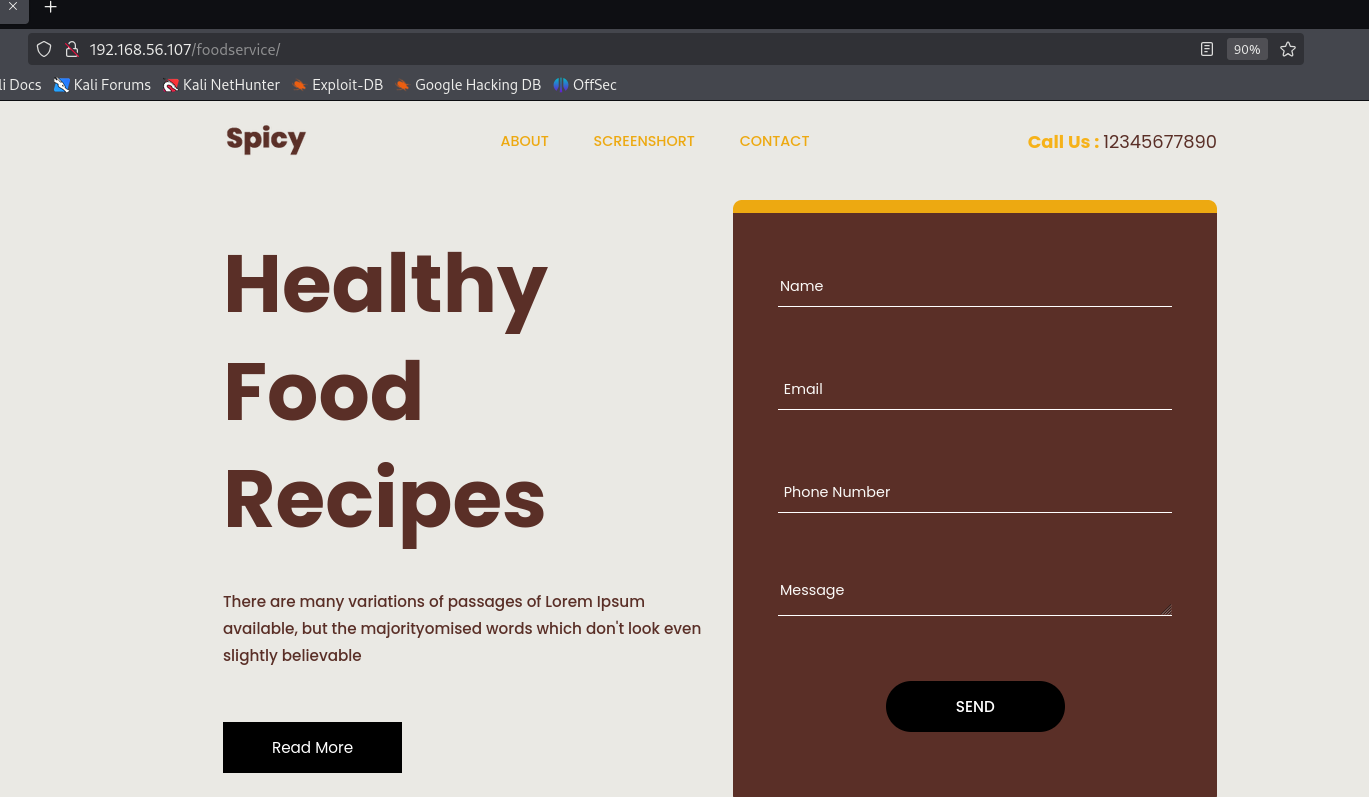 192.168.56.107/foodservice/
90%
li Docs Kali Forums Kali NetHunter Exploit-DB Google Hacking DB OffSec
Spicy ABOUT SCREENSHORT CONTACT Call Us : 12345677890
Healthy
Food
Recipes
There are many variations of passages of Lorem Ipsum
available, but the majorityomised words which don't look even
slightly believable
Read More
Name
Email
Phone Number
Message
SEND